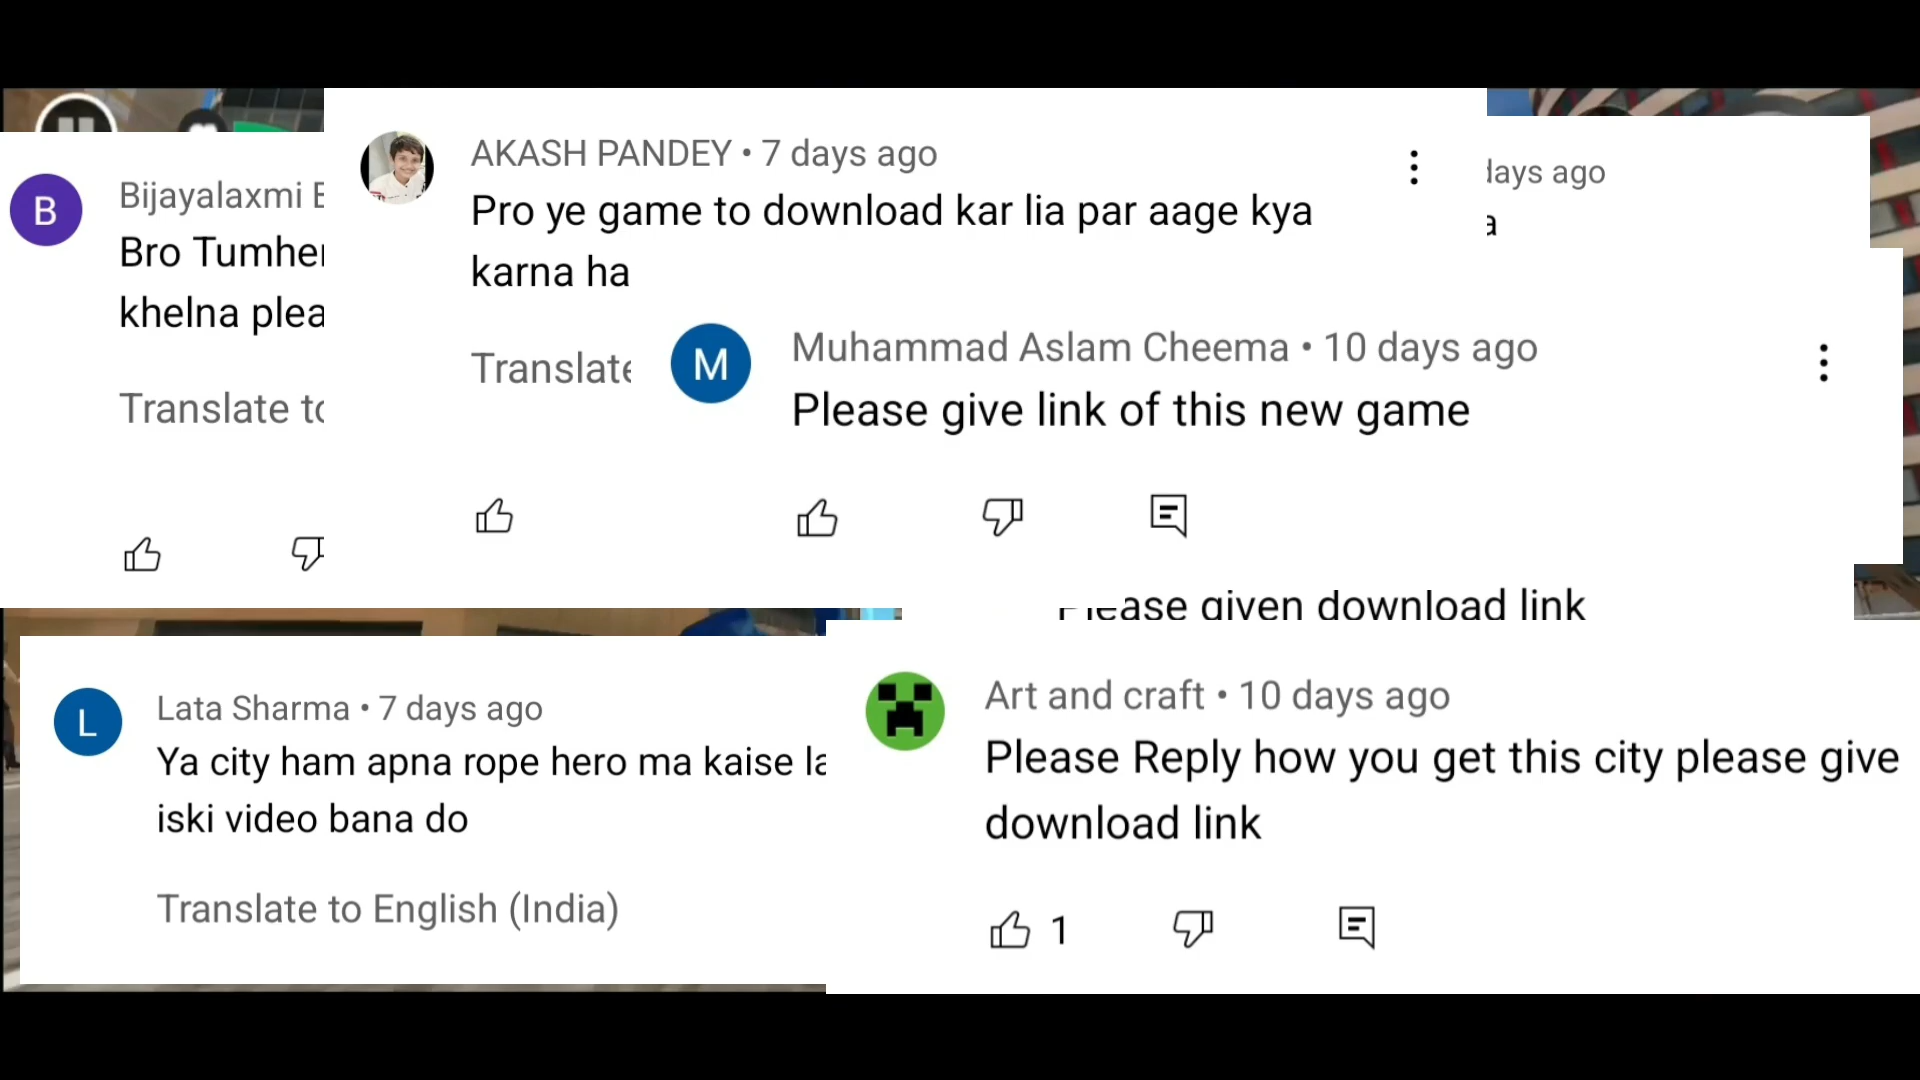 B
Bijayalaxmi
Bro
khelna
Translate
AKASH PANDEY • 7 days ago
Pro ye game to download kar lia par aage kya
karna ha
Translate
days ago
M
Muhammad Aslam Cheema • 10 days ago
Please give link of this new game
Please given download link
L
Lata Sharma • 7 days ago
Ya city ham apna rope hero ma kaise
iski video bana do
Translate to English (India)
Art and craft • 10 days ago
Please Reply how you get this city please give
download link
1